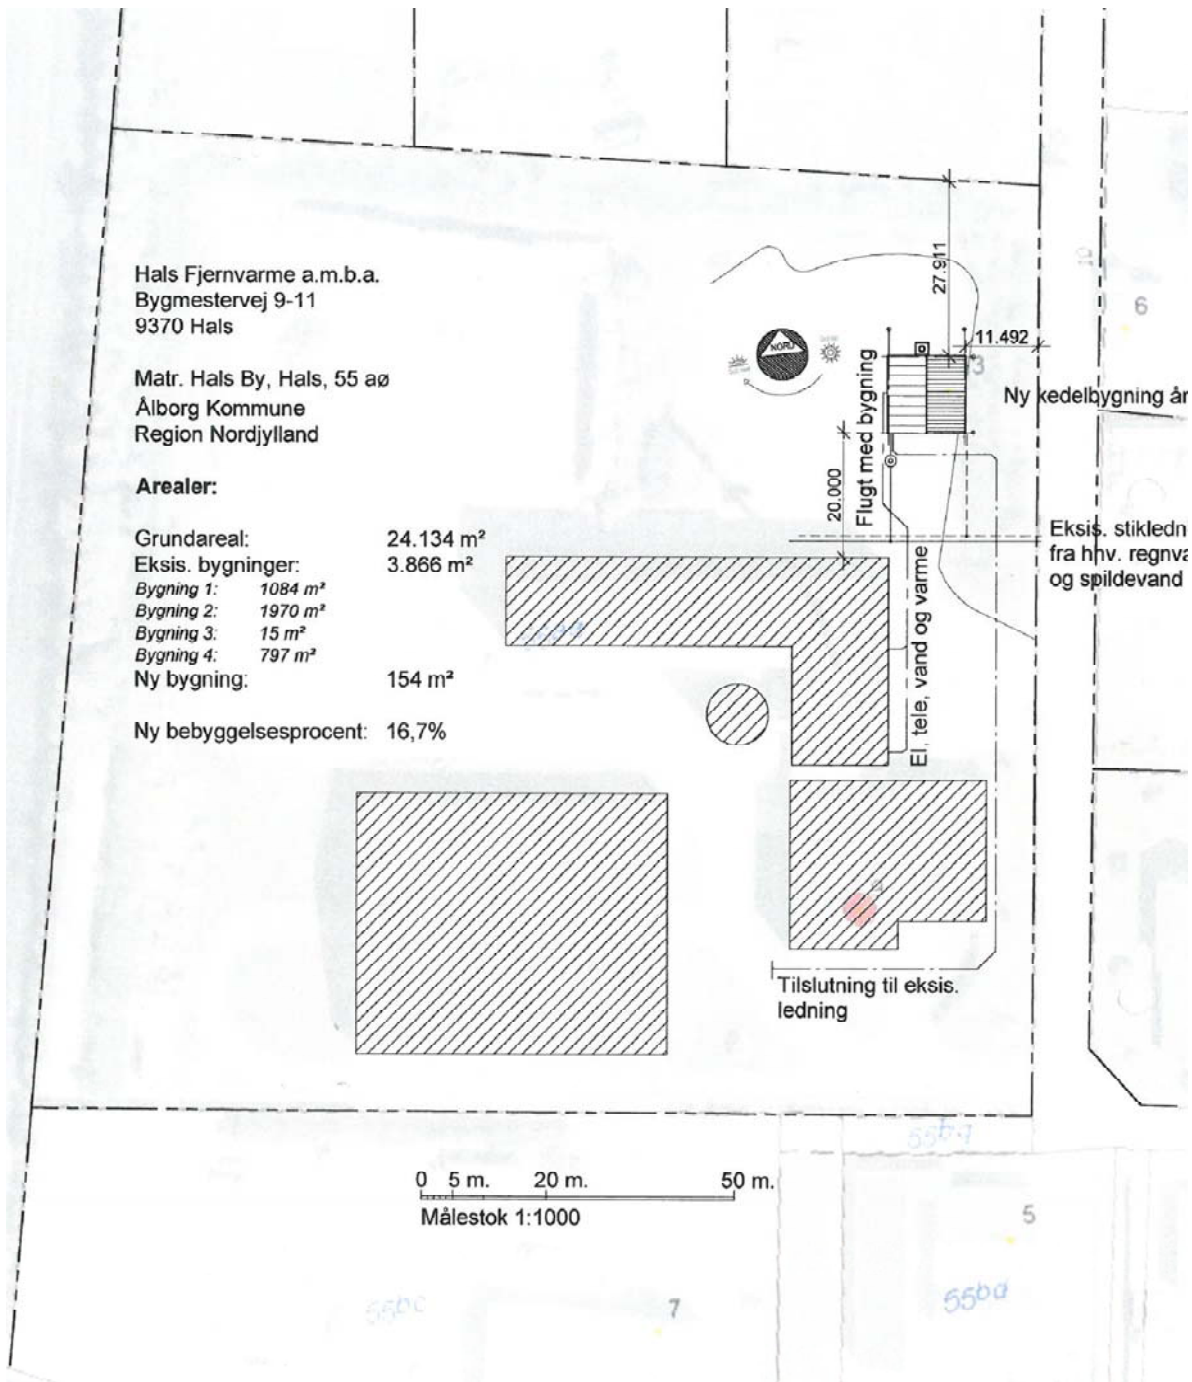 Hals Fjernvarme a.m.b.a.
Bygmestervej 9-11
9370 Hals
Matr. Hals By, Hals, 55 aø
Ålborg Kommune
Region Nordjylland
Arealer:
Grundareal: 24.134 m²
Eksis. bygninger: 3.866 m²
Bygning 1: 1084 m²
Bygning 2: 1970 m²
Bygning 3: 15 m²
Bygning 4: 797 m²
Ny bygning: 154 m²
Ny bebyggelsesprocent: 16,7%
NORD
27.911
11.492
6
Ny kedelbygning år
Flugt med bygning
20.000
Eksis. stikledn
fra hhv. regnva
og spildevand
El, tele, vand og varme
Tilslutning til eksis.
ledning
0 5 m. 20 m. 50 m.
Målestok 1:1000
5
55bd
55bc
7